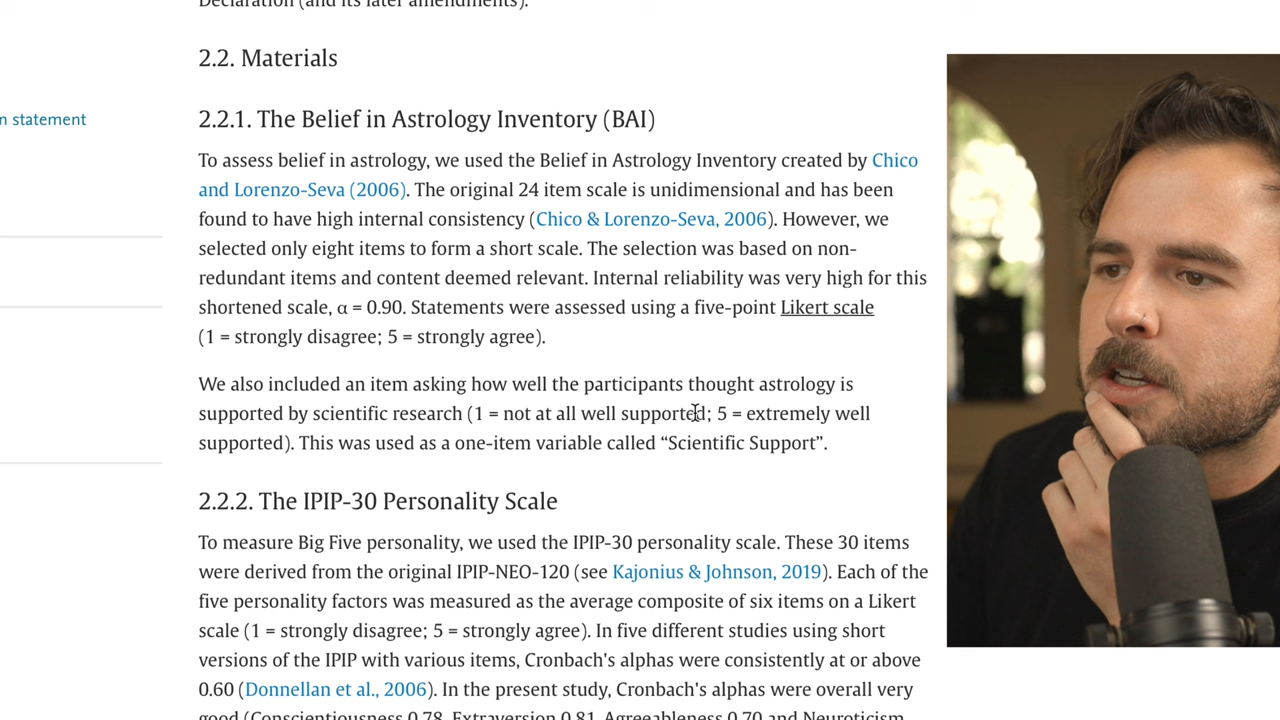 Declaration (and its later amendments).
2.2. Materials
2.2.1. The Belief in Astrology Inventory (BAI)
n statement
To assess belief in astrology, we used the Belief in Astrology Inventory created by Chico
and Lorenzo-Seva (2006). The original 24 item scale is unidimensional and has been
found to have high internal consistency (Chico & Lorenzo-Seva, 2006). However, we
selected only eight items to form a short scale. The selection was based on non-
redundant items and content deemed relevant. Internal reliability was very high for this
shortened scale, α = 0.90. Statements were assessed using a five-point Likert scale
(1 = strongly disagree; 5 = strongly agree).
We also included an item asking how well the participants thought astrology is
supported by scientific research (1 = not at all well supported; 5 = extremely well
supported). This was used as a one-item variable called “Scientific Support”.
2.2.2. The IPIP-30 Personality Scale
To measure Big Five personality, we used the IPIP-30 personality scale. These 30 items
were derived from the original IPIP-NEO-120 (see Kajonius & Johnson, 2019). Each of the
five personality factors was measured as the average composite of six items on a Likert
scale (1 = strongly disagree; 5 = strongly agree). In five different studies using short
versions of the IPIP with various items, Cronbach's alphas were consistently at or above
0.60 (Donnellan et al., 2006). In the present study, Cronbach's alphas were overall very
good (Conscientiousness 0.78, Extraversion 0.81, Agreeableness 0.70 and Neuroticism